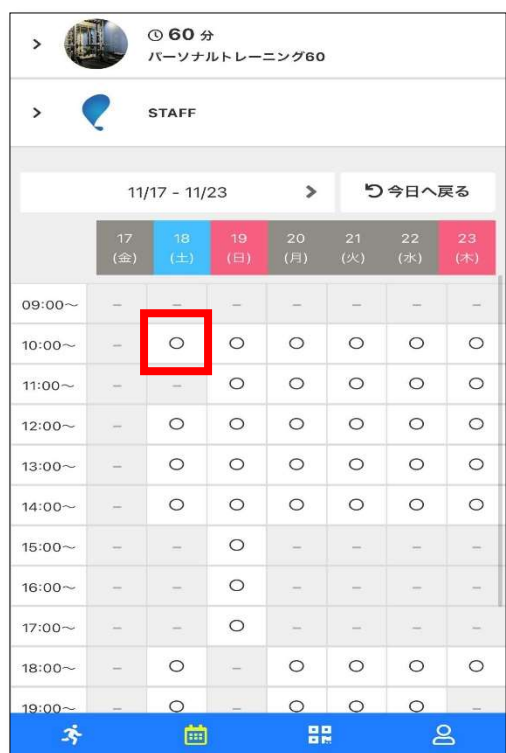 60 分
パーソナルトレーニング60
STAFF
11/17 - 11/23
今日へ戻る
17 18 19 20 21 22 23
(金) (土) (日) (月) (火) (水) (木)
09:00～ – – – – – – –
10:00～ – ○ ○ ○ ○ ○ ○
11:00～ – – ○ ○ ○ ○ ○
12:00～ – ○ ○ ○ ○ ○ ○
13:00～ – ○ ○ ○ ○ ○ ○
14:00～ – ○ ○ ○ ○ ○ ○
15:00～ – – ○ – – – –
16:00～ – – ○ – – – –
17:00～ – – ○ – – – –
18:00～ – ○ – ○ ○ ○ ○
19:00～ – ○ – ○ ○ ○ –